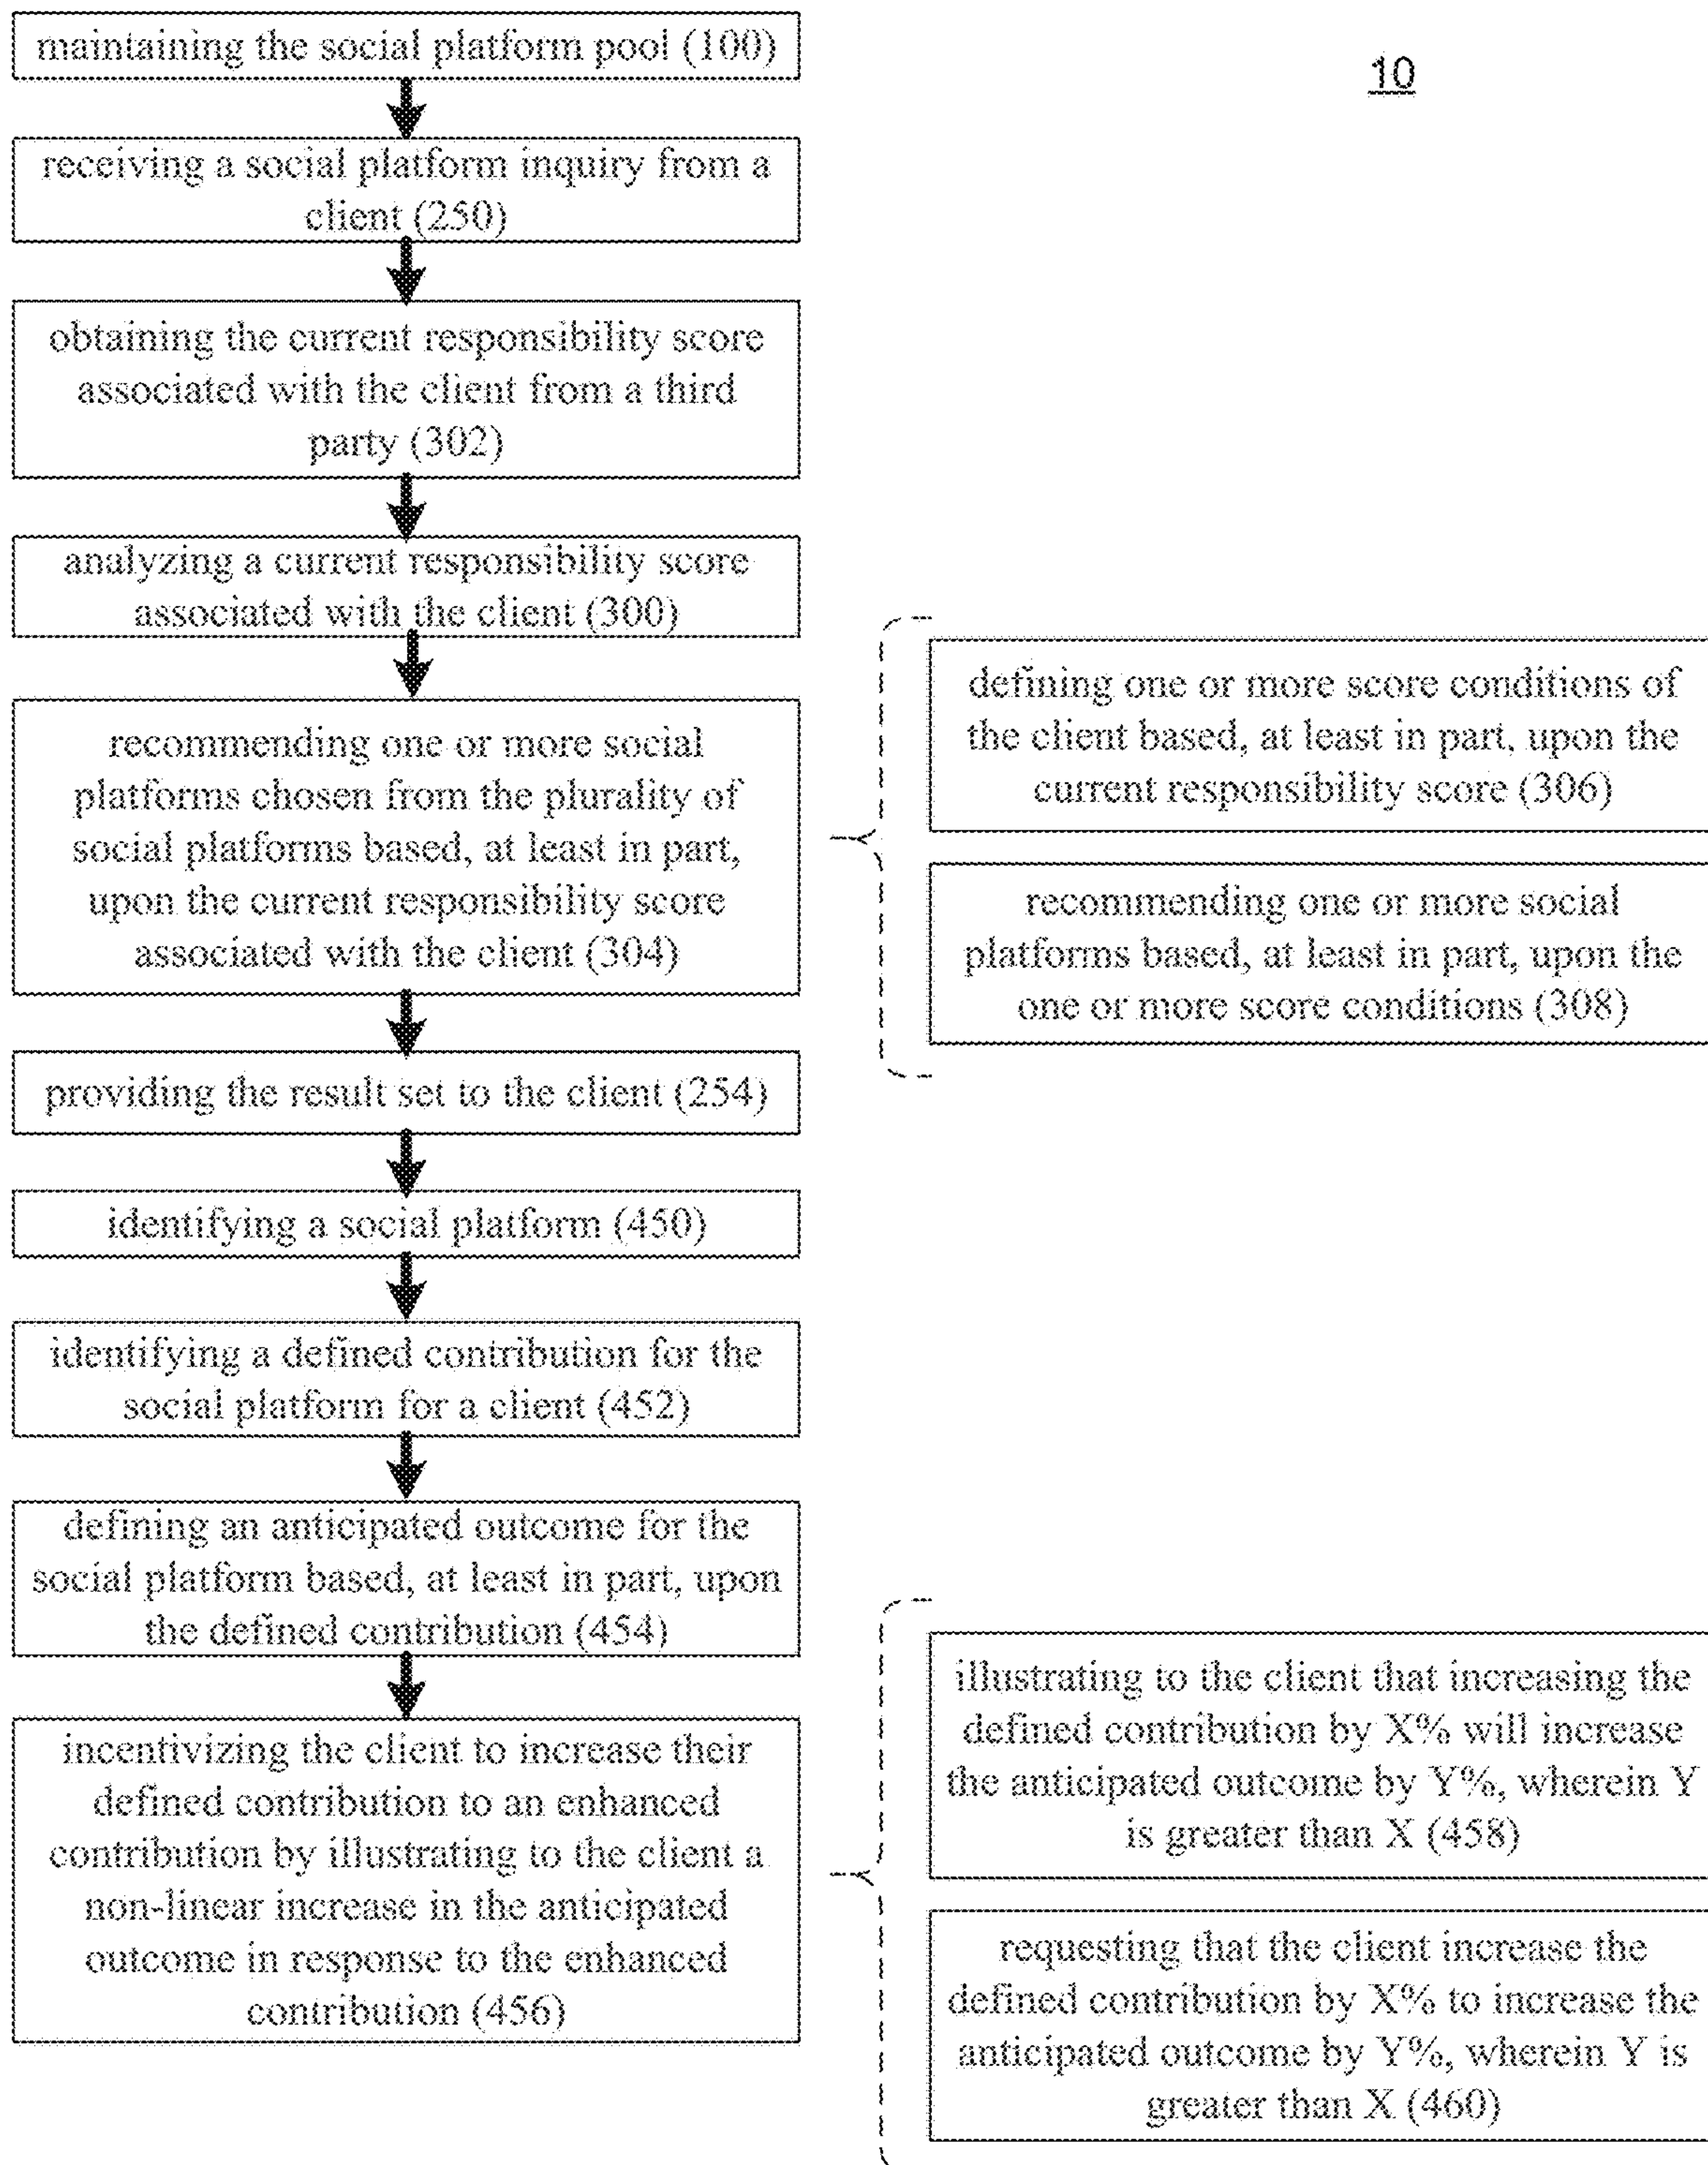 10
maintaining the social platform pool (100)
receiving a social platform inquiry from a
client (250)
obtaining the current responsibility score
associated with the client from a third
party (302)
analyzing a current responsibility score
associated with the client (300)
recommending one or more social
platforms chosen from the plurality of
social platforms based, at least in part,
upon the current responsibility score
associated with the client (304)
defining one or more score conditions of
the client based, at least in part, upon the
current responsibility score (306)
recommending one or more social
platforms based, at least in part, upon the
one or more score conditions (308)
providing the result set to the client (254)
identifying a social platform (450)
identifying a defined contribution for the
social platform for a client (452)
defining an anticipated outcome for the
social platform based, at least in part, upon
the defined contribution (454)
incentivizing the client to increase their
defined contribution to an enhanced
contribution by illustrating to the client a
non-linear increase in the anticipated
outcome in response to the enhanced
contribution (456)
illustrating to the client that increasing the
defined contribution by X% will increase
the anticipated outcome by Y%, wherein Y
is greater than X (458)
requesting that the client increase the
defined contribution by X% to increase the
anticipated outcome by Y%, wherein Y is
greater than X (460)